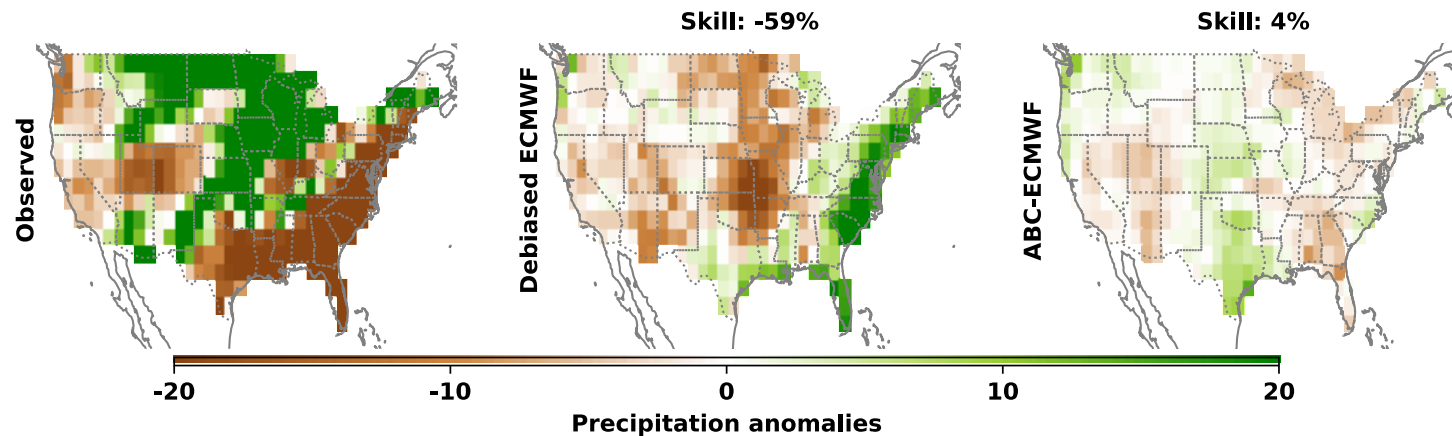 Skill: -59%
Skill: 4%
Observed
Debiased ECMWF
ABC-ECMWF
-20
-10
0
10
20
Precipitation anomalies